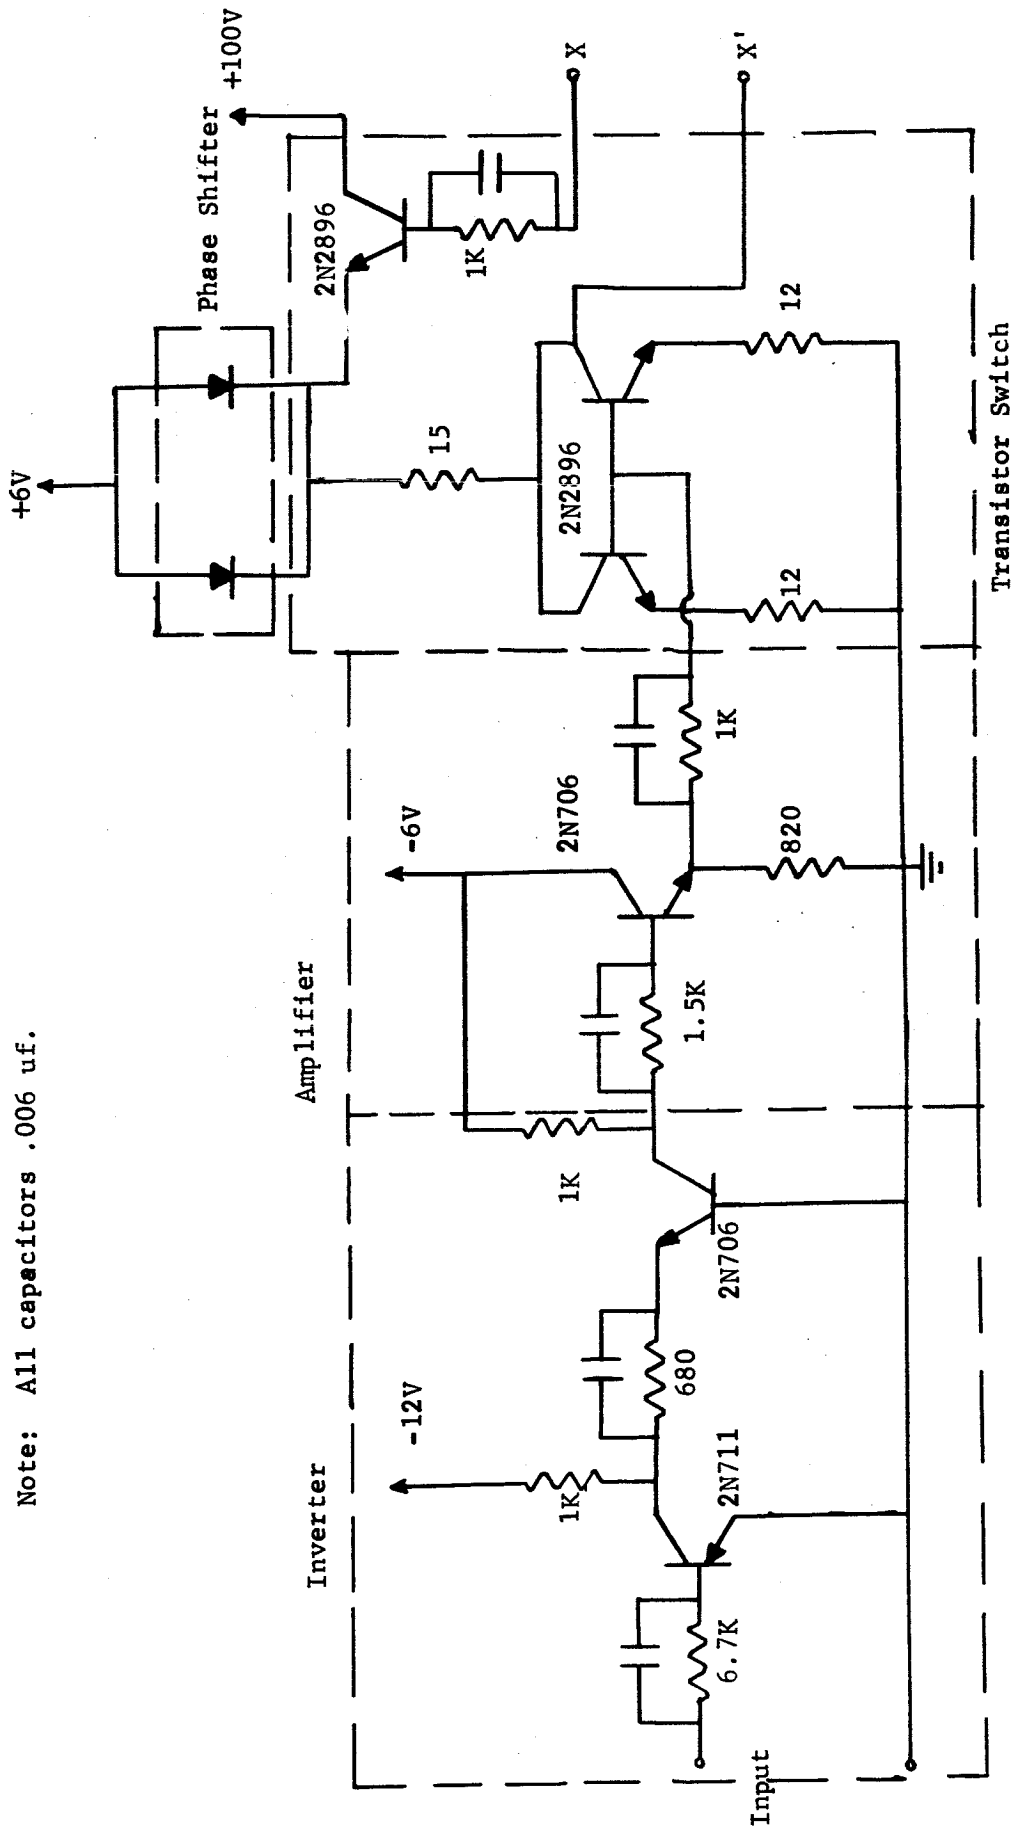 Note: All capacitors .006 uf.
Inverter
Amplifier
Phase Shifter
+6V
+100V
-12V
-6V
1K
1K
2N706
15
2N2896
2N2896
1K
X
X'
680
1.5K
1K
12
12
6.7K
2N711
2N706
820
Input
Transistor Switch